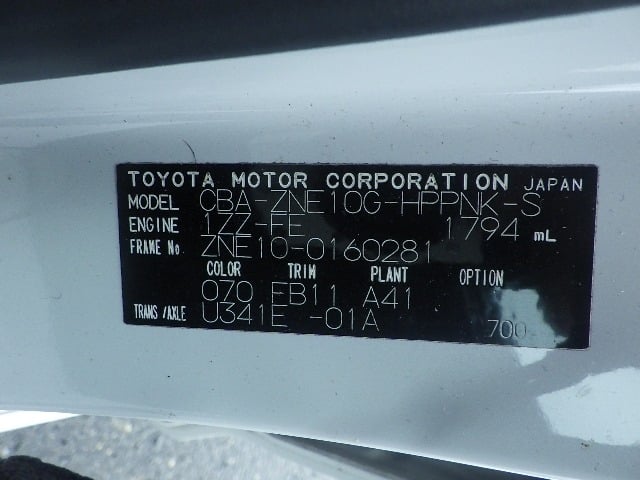 TOYOTA MOTOR CORPORATION JAPAN
MODEL CBA-ZNE10G-HPPNK-S
ENGINE 1ZZ-FE 1794 mL
FRAME No. ZNE10-0160281
COLOR TRIM PLANT OPTION
070 FB11 A41
TRANS/AXLE U341E -01A 700